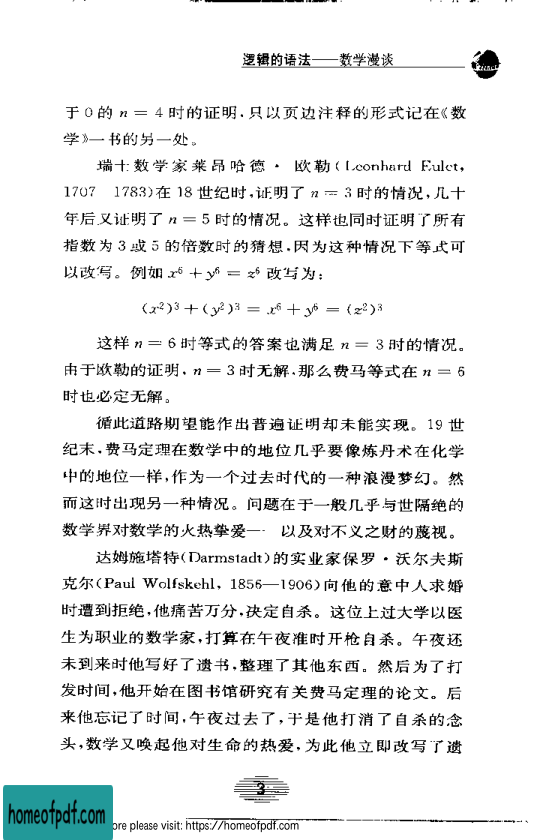 逻辑的语法——数学漫谈
于0的 n = 4 时的证明,只以页边注释的形式记在《数
学》一书的另一处。
瑞士数学家莱昂哈德·欧勒(Leonhard Eulet,
1707 1783)在 18 世纪时,证明了 n = 3 时的情况,几十
年后又证明了 n = 5 时的情况。这样也同时证明了所有
指数为 3 或 5 的倍数时的猜想,因为这种情况下等式可
以改写。例如 x⁶ + y⁶ = z⁶ 改写为:
(x²)³ + (y²)³ = x⁶ + y⁶ = (z²)³
这样 n = 6 时等式的答案也满足 n = 3 时的情况。
由于欧勒的证明, n = 3 时无解,那么费马等式在 n = 6
时也必定无解。
循此道路期望能作出普遍证明却未能实现。19 世
纪末,费马定理在数学中的地位几乎要像炼丹术在化学
中的地位一样,作为一个过去时代的一种浪漫梦幻。然
而这时出现另一种情况。问题在于一般几乎与世隔绝的
数学界对数学的火热挚爱—— 以及对不义之财的蔑视。
达姆施塔特(Darmstadt)的实业家保罗·沃尔夫斯
克尔(Paul Wolfskehl, 1856—1906)向他的意中人求婚
时遭到拒绝,他痛苦万分,决定自杀。这位上过大学以医
生为职业的数学家,打算在午夜准时开枪自杀。午夜还
未到来时他写好了遗书,整理了其他东西。然后为了打
发时间,他开始在图书馆研究有关费马定理的论文。后
来他忘记了时间,午夜过去了,于是他打消了自杀的念
头,数学又唤起他对生命的热爱,为此他立即改写了遗
3
homeofpdf.com
ore please visit: https://homeofpdf.com